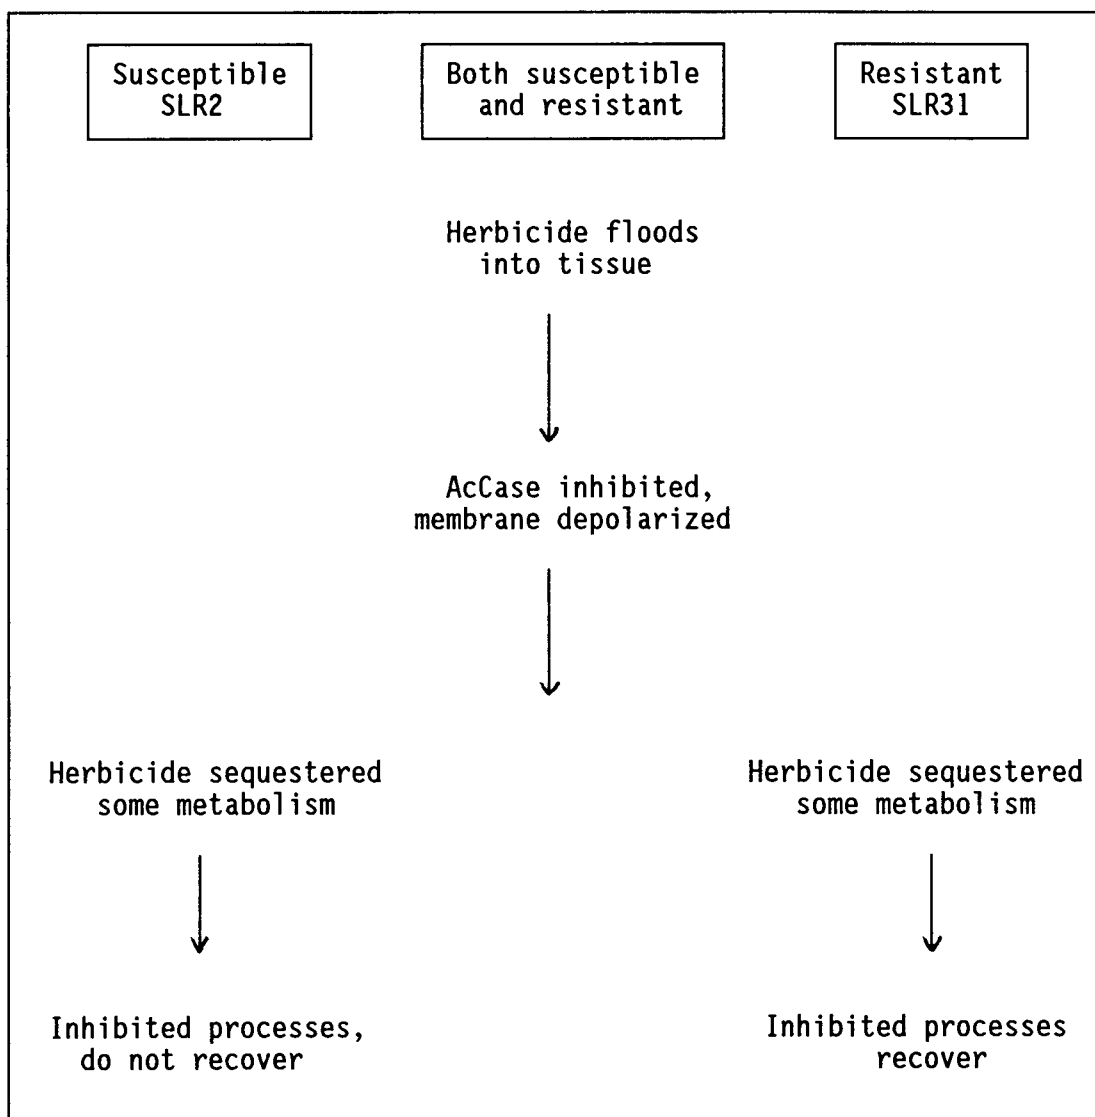 Susceptible
SLR2
Both susceptible
and resistant
Resistant
SLR31
Herbicide floods
into tissue
AcCase inhibited,
membrane depolarized
Herbicide sequestered
some metabolism
Herbicide sequestered
some metabolism
Inhibited processes,
do not recover
Inhibited processes
recover